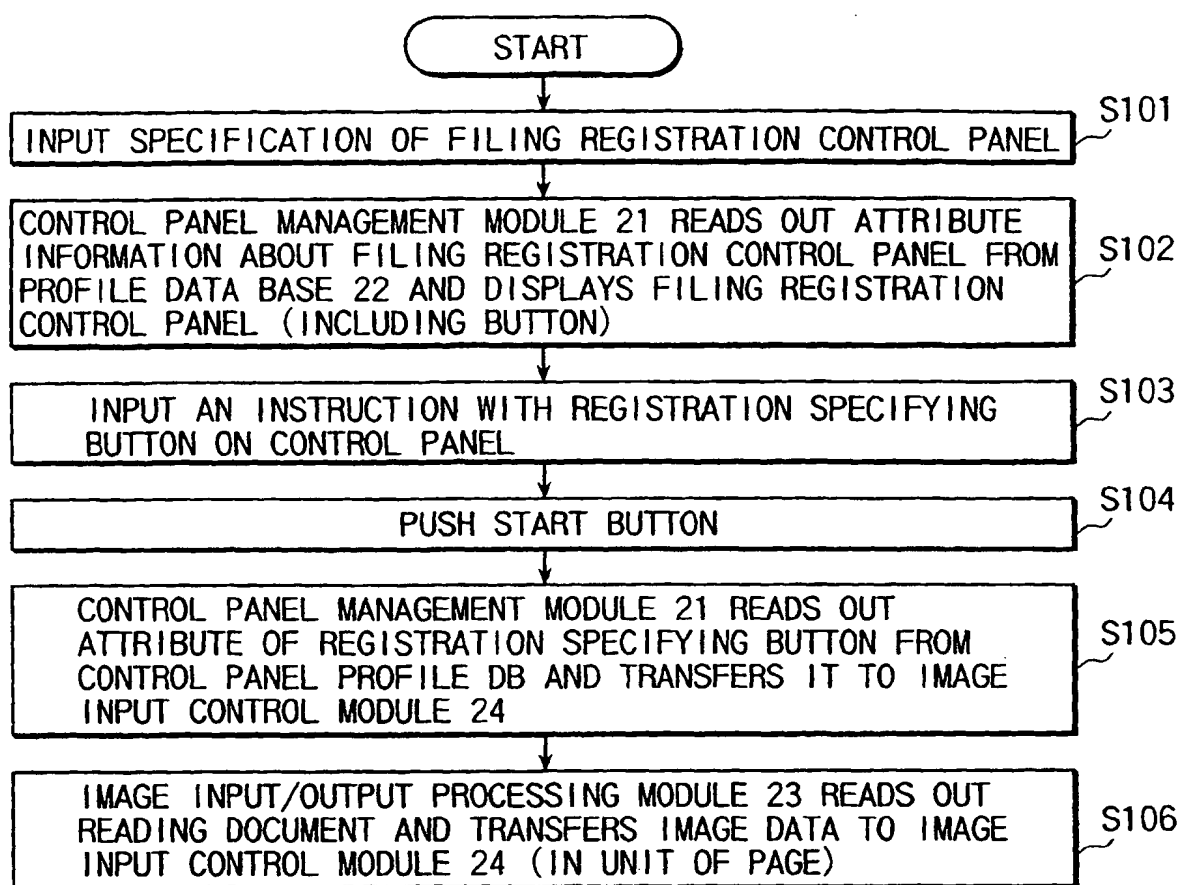 START
S101
INPUT SPECIFICATION OF FILING REGISTRATION CONTROL PANEL
S102
CONTROL PANEL MANAGEMENT MODULE 21 READS OUT ATTRIBUTE
INFORMATION ABOUT FILING REGISTRATION CONTROL PANEL FROM
PROFILE DATA BASE 22 AND DISPLAYS FILING REGISTRATION
CONTROL PANEL (INCLUDING BUTTON)
S103
INPUT AN INSTRUCTION WITH REGISTRATION SPECIFYING
BUTTON ON CONTROL PANEL
S104
PUSH START BUTTON
S105
CONTROL PANEL MANAGEMENT MODULE 21 READS OUT
ATTRIBUTE OF REGISTRATION SPECIFYING BUTTON FROM
CONTROL PANEL PROFILE DB AND TRANSFERS IT TO IMAGE
INPUT CONTROL MODULE 24
S106
IMAGE INPUT/OUTPUT PROCESSING MODULE 23 READS OUT
READING DOCUMENT AND TRANSFERS IMAGE DATA TO IMAGE
INPUT CONTROL MODULE 24 (IN UNIT OF PAGE)